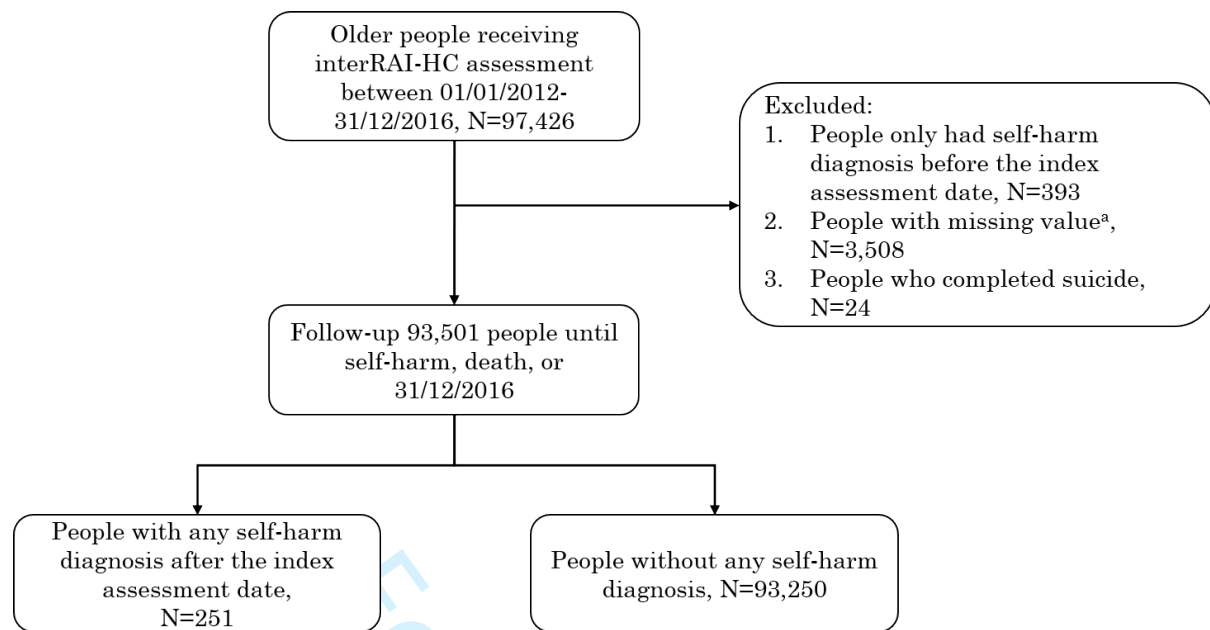 Older people receiving
interRAI-HC assessment
between 01/01/2012-
31/12/2016, N=97,426
Excluded:
1. People only had self-harm
diagnosis before the index
assessment date, N=393
2. People with missing valueᵃ,
N=3,508
3. People who completed suicide,
N=24
Follow-up 93,501 people until
self-harm, death, or
31/12/2016
People with any self-harm
diagnosis after the index
assessment date,
N=251
People without any self-harm
diagnosis, N=93,250